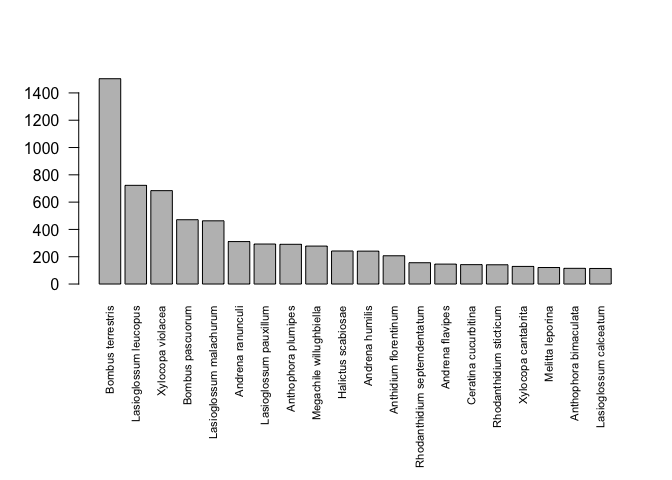 1400
1200
1000
800
600
400
200
0
Bombus terrestris
Lasioglossum leucopus
Xylocopa violacea
Bombus pascuorum
Lasioglossum malachurum
Andrena ranunculi
Lasioglossum pauxillum
Anthophora plumipes
Megachile willughbiella
Halictus scabiosae
Andrena humilis
Anthidium florentinum
Rhodanthidium septemdentatum
Andrena flavipes
Ceratina cucurbitina
Rhodanthidium sticticum
Xylocopa cantabrita
Melitta leporina
Anthophora bimaculata
Lasioglossum calceatum